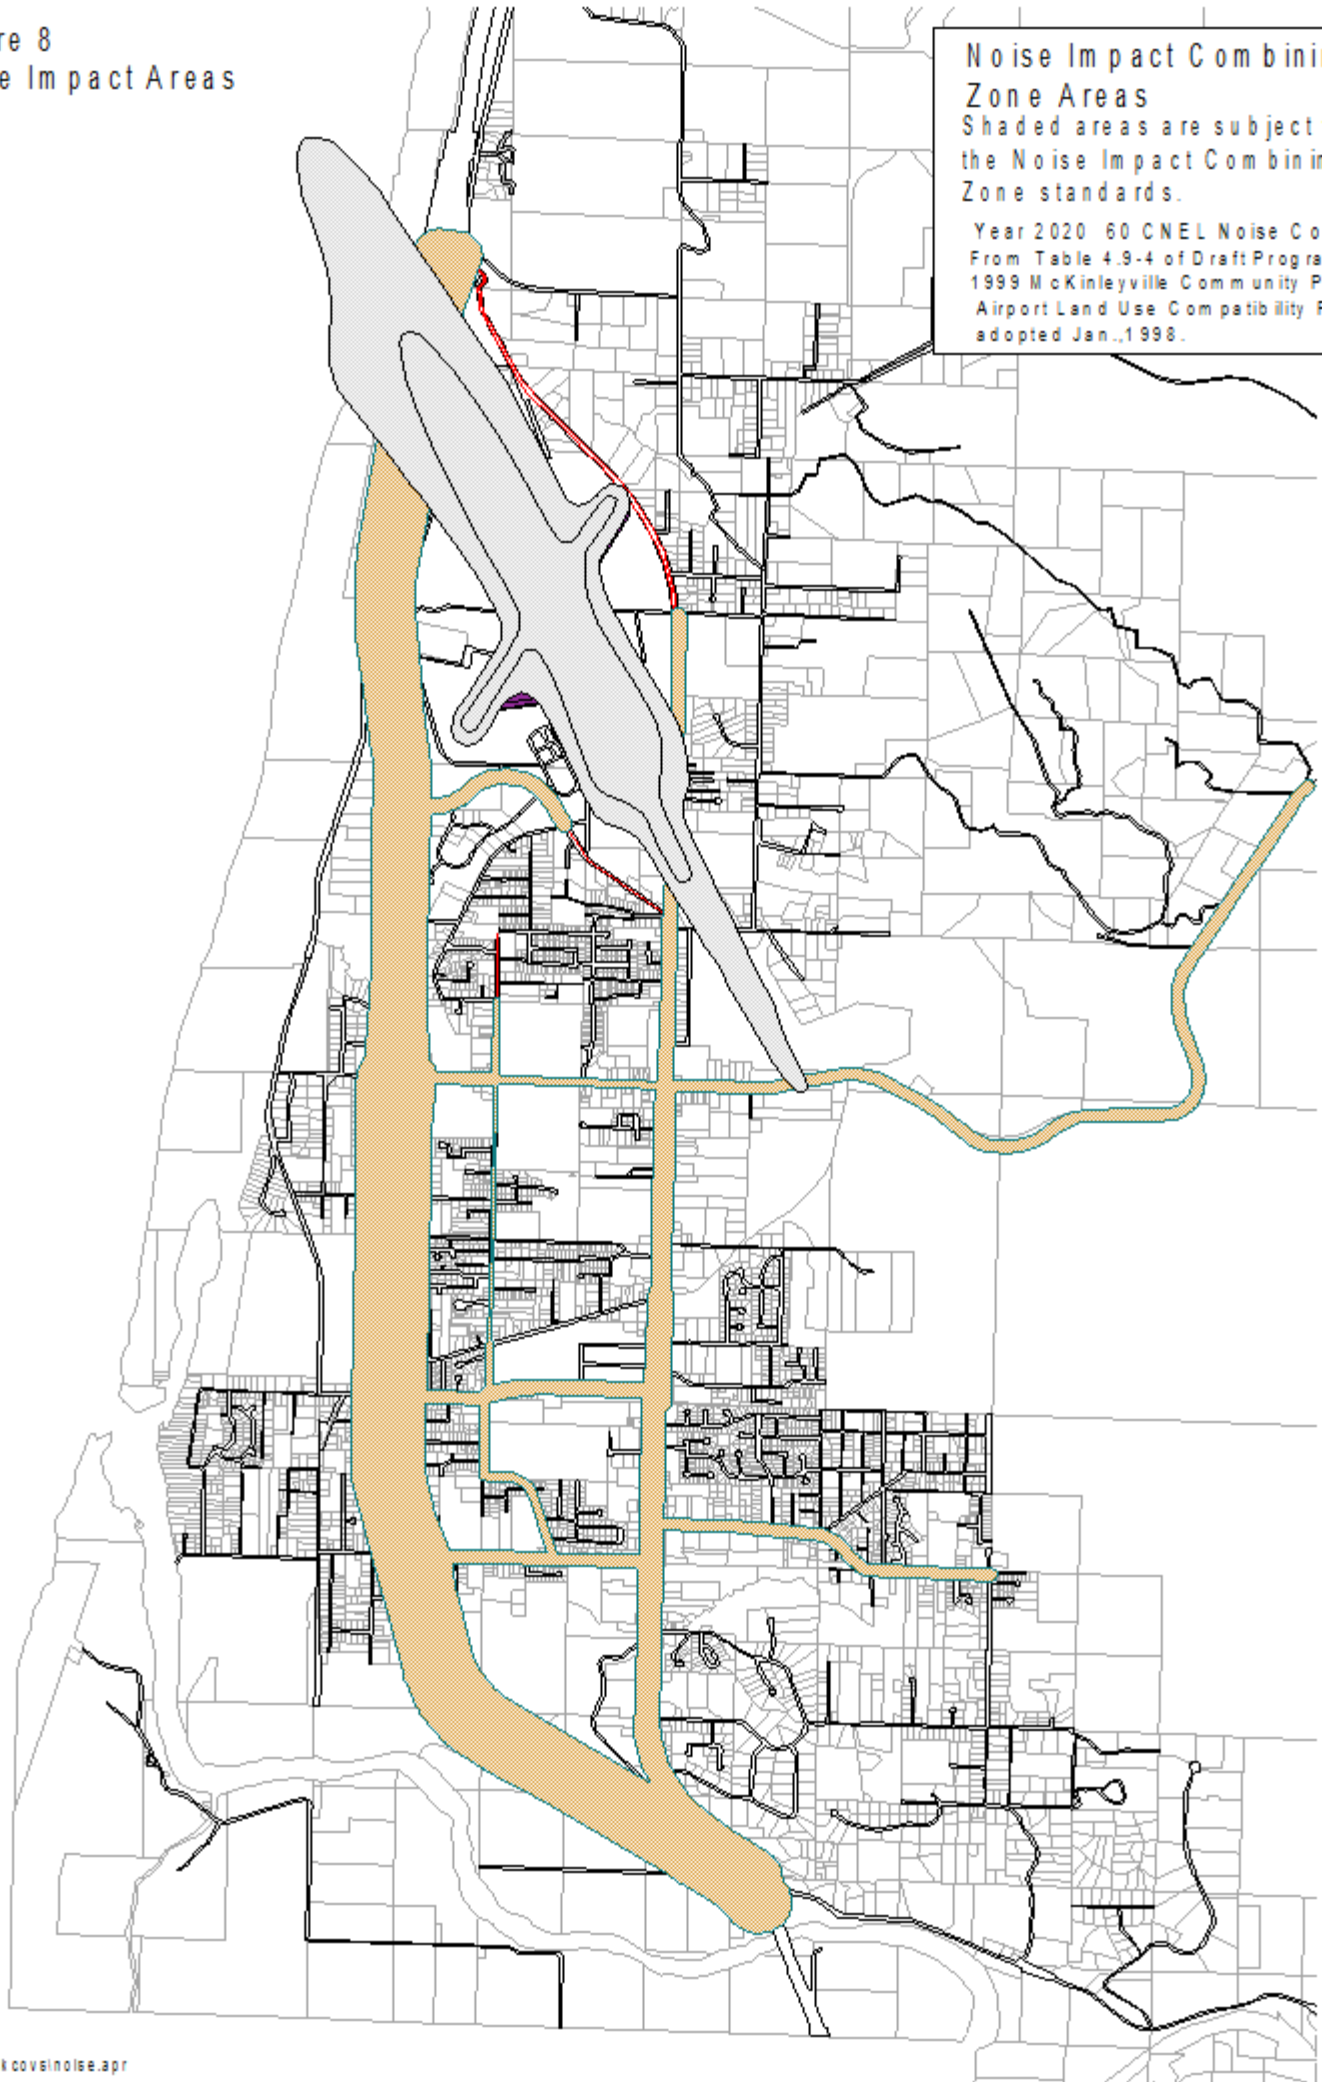 re 8
e Impact Areas
Noise Impact Combini
Zone Areas
Shaded areas are subject
the Noise Impact Combinin
Zone standards.
Year 2020 60 CNEL Noise Co
From Table 4.9-4 of Draft Progra
1999 McKinleyville Community P
Airport Land Use Compatibility P
adopted Jan.,1998.
kcovsinoise.apr